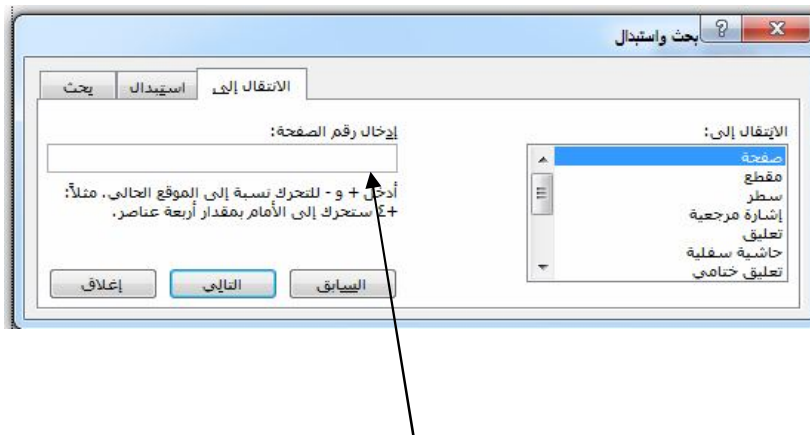 بحث واستبدال
بحث
استبدال
الانتقال إلى
الانتقال إلى:
صفحة
مقطع
سطر
إشارة مرجعية
تعليق
حاشية سفلية
تعليق ختامي
إدخال رقم الصفحة:
أدخل + و - للتحرك نسبة إلى الموقع الحالي. مثلاً:
+٤ ستحرك إلى الأمام بمقدار أربعة عناصر.
السابق
التالي
إغلاق